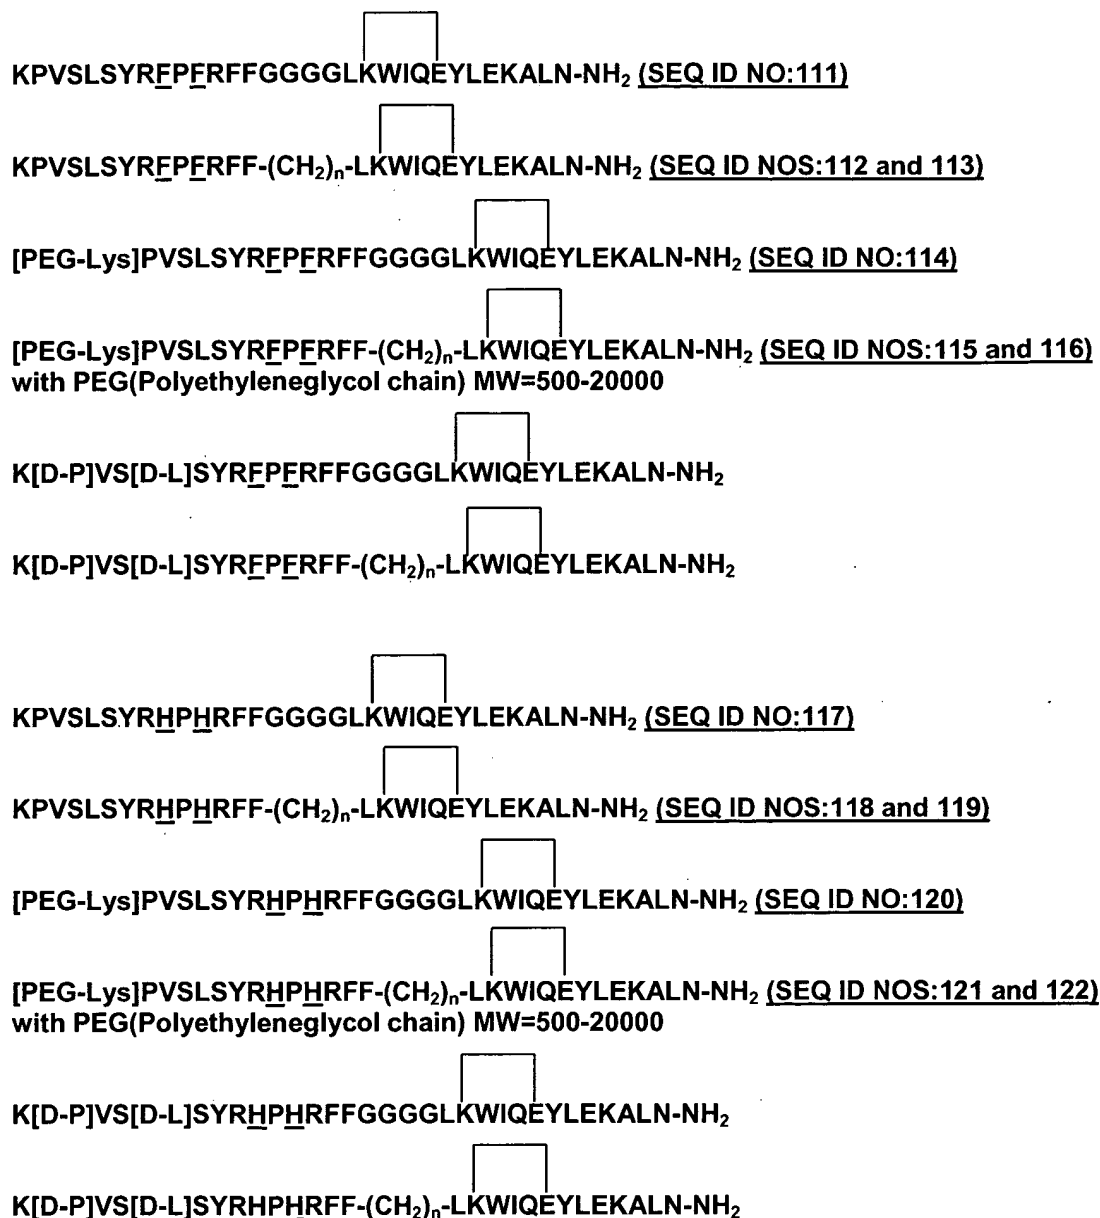 KPVSLSYRFPFRFFGGGGLKWIQEYLEKALN-NH₂ (SEQ ID NO:111)
KPVSLSYRFPFRFF-(CH₂)ₙ-LKWIQEYLEKALN-NH₂ (SEQ ID NOS:112 and 113)
[PEG-Lys]PVSLSYRFPFRFFGGGGLKWIQEYLEKALN-NH₂ (SEQ ID NO:114)
[PEG-Lys]PVSLSYRFPFRFF-(CH₂)ₙ-LKWIQEYLEKALN-NH₂ (SEQ ID NOS:115 and 116)
with PEG(Polyethyleneglycol chain) MW=500-20000
K[D-P]VS[D-L]SYRFPFRFFGGGGLKWIQEYLEKALN-NH₂
K[D-P]VS[D-L]SYRFPFRFF-(CH₂)ₙ-LKWIQEYLEKALN-NH₂
KPVSLSYRHPHRFFGGGGLKWIQEYLEKALN-NH₂ (SEQ ID NO:117)
KPVSLSYRHPHRFF-(CH₂)ₙ-LKWIQEYLEKALN-NH₂ (SEQ ID NOS:118 and 119)
[PEG-Lys]PVSLSYRHPHRFFGGGGLKWIQEYLEKALN-NH₂ (SEQ ID NO:120)
[PEG-Lys]PVSLSYRHPHRFF-(CH₂)ₙ-LKWIQEYLEKALN-NH₂ (SEQ ID NOS:121 and 122)
with PEG(Polyethyleneglycol chain) MW=500-20000
K[D-P]VS[D-L]SYRHPHRFFGGGGLKWIQEYLEKALN-NH₂
K[D-P]VS[D-L]SYRHPHRFF-(CH₂)ₙ-LKWIQEYLEKALN-NH₂